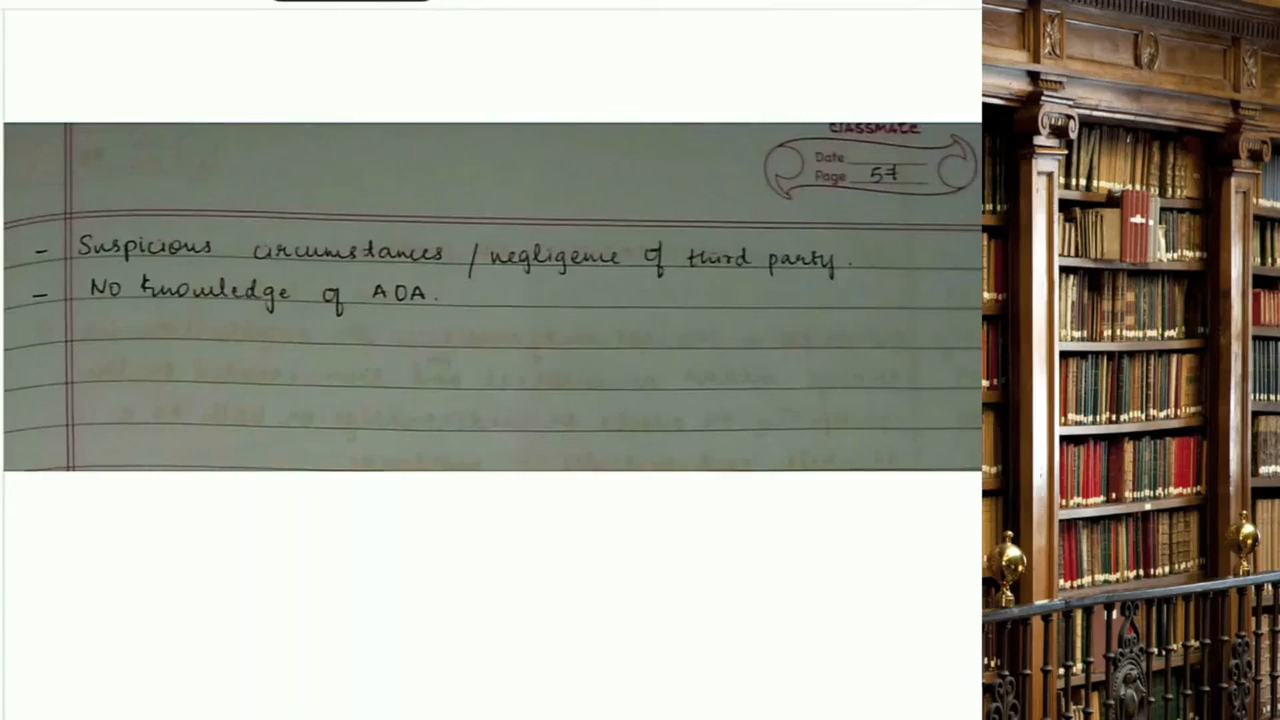 classmate
Date
Page 57
- Suspicious circumstances / negligence of third party.
- No knowledge of AOA.